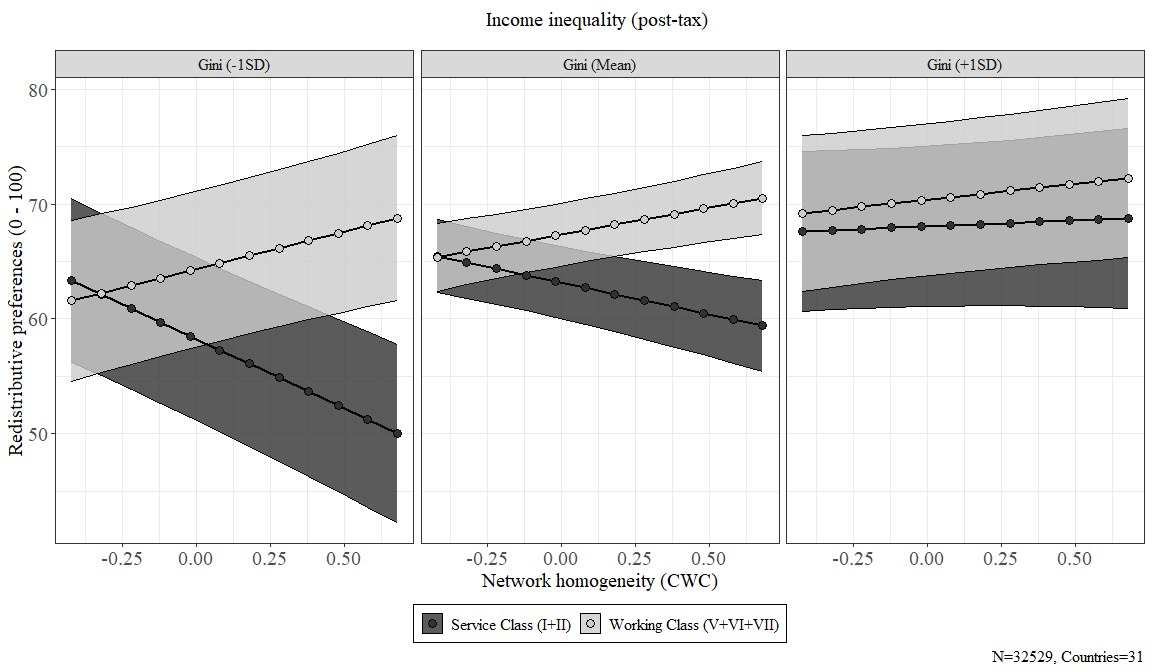 Income inequality (post-tax)
Gini (-1SD)
Gini (Mean)
Gini (+1SD)
Redistributive preferences (0 - 100)
80
70
60
50
-0.25 0.00 0.25 0.50
-0.25 0.00 0.25 0.50
-0.25 0.00 0.25 0.50
Network homogeneity (CWC)
Service Class (I+II)
Working Class (V+VI+VII)
N=32529, Countries=31